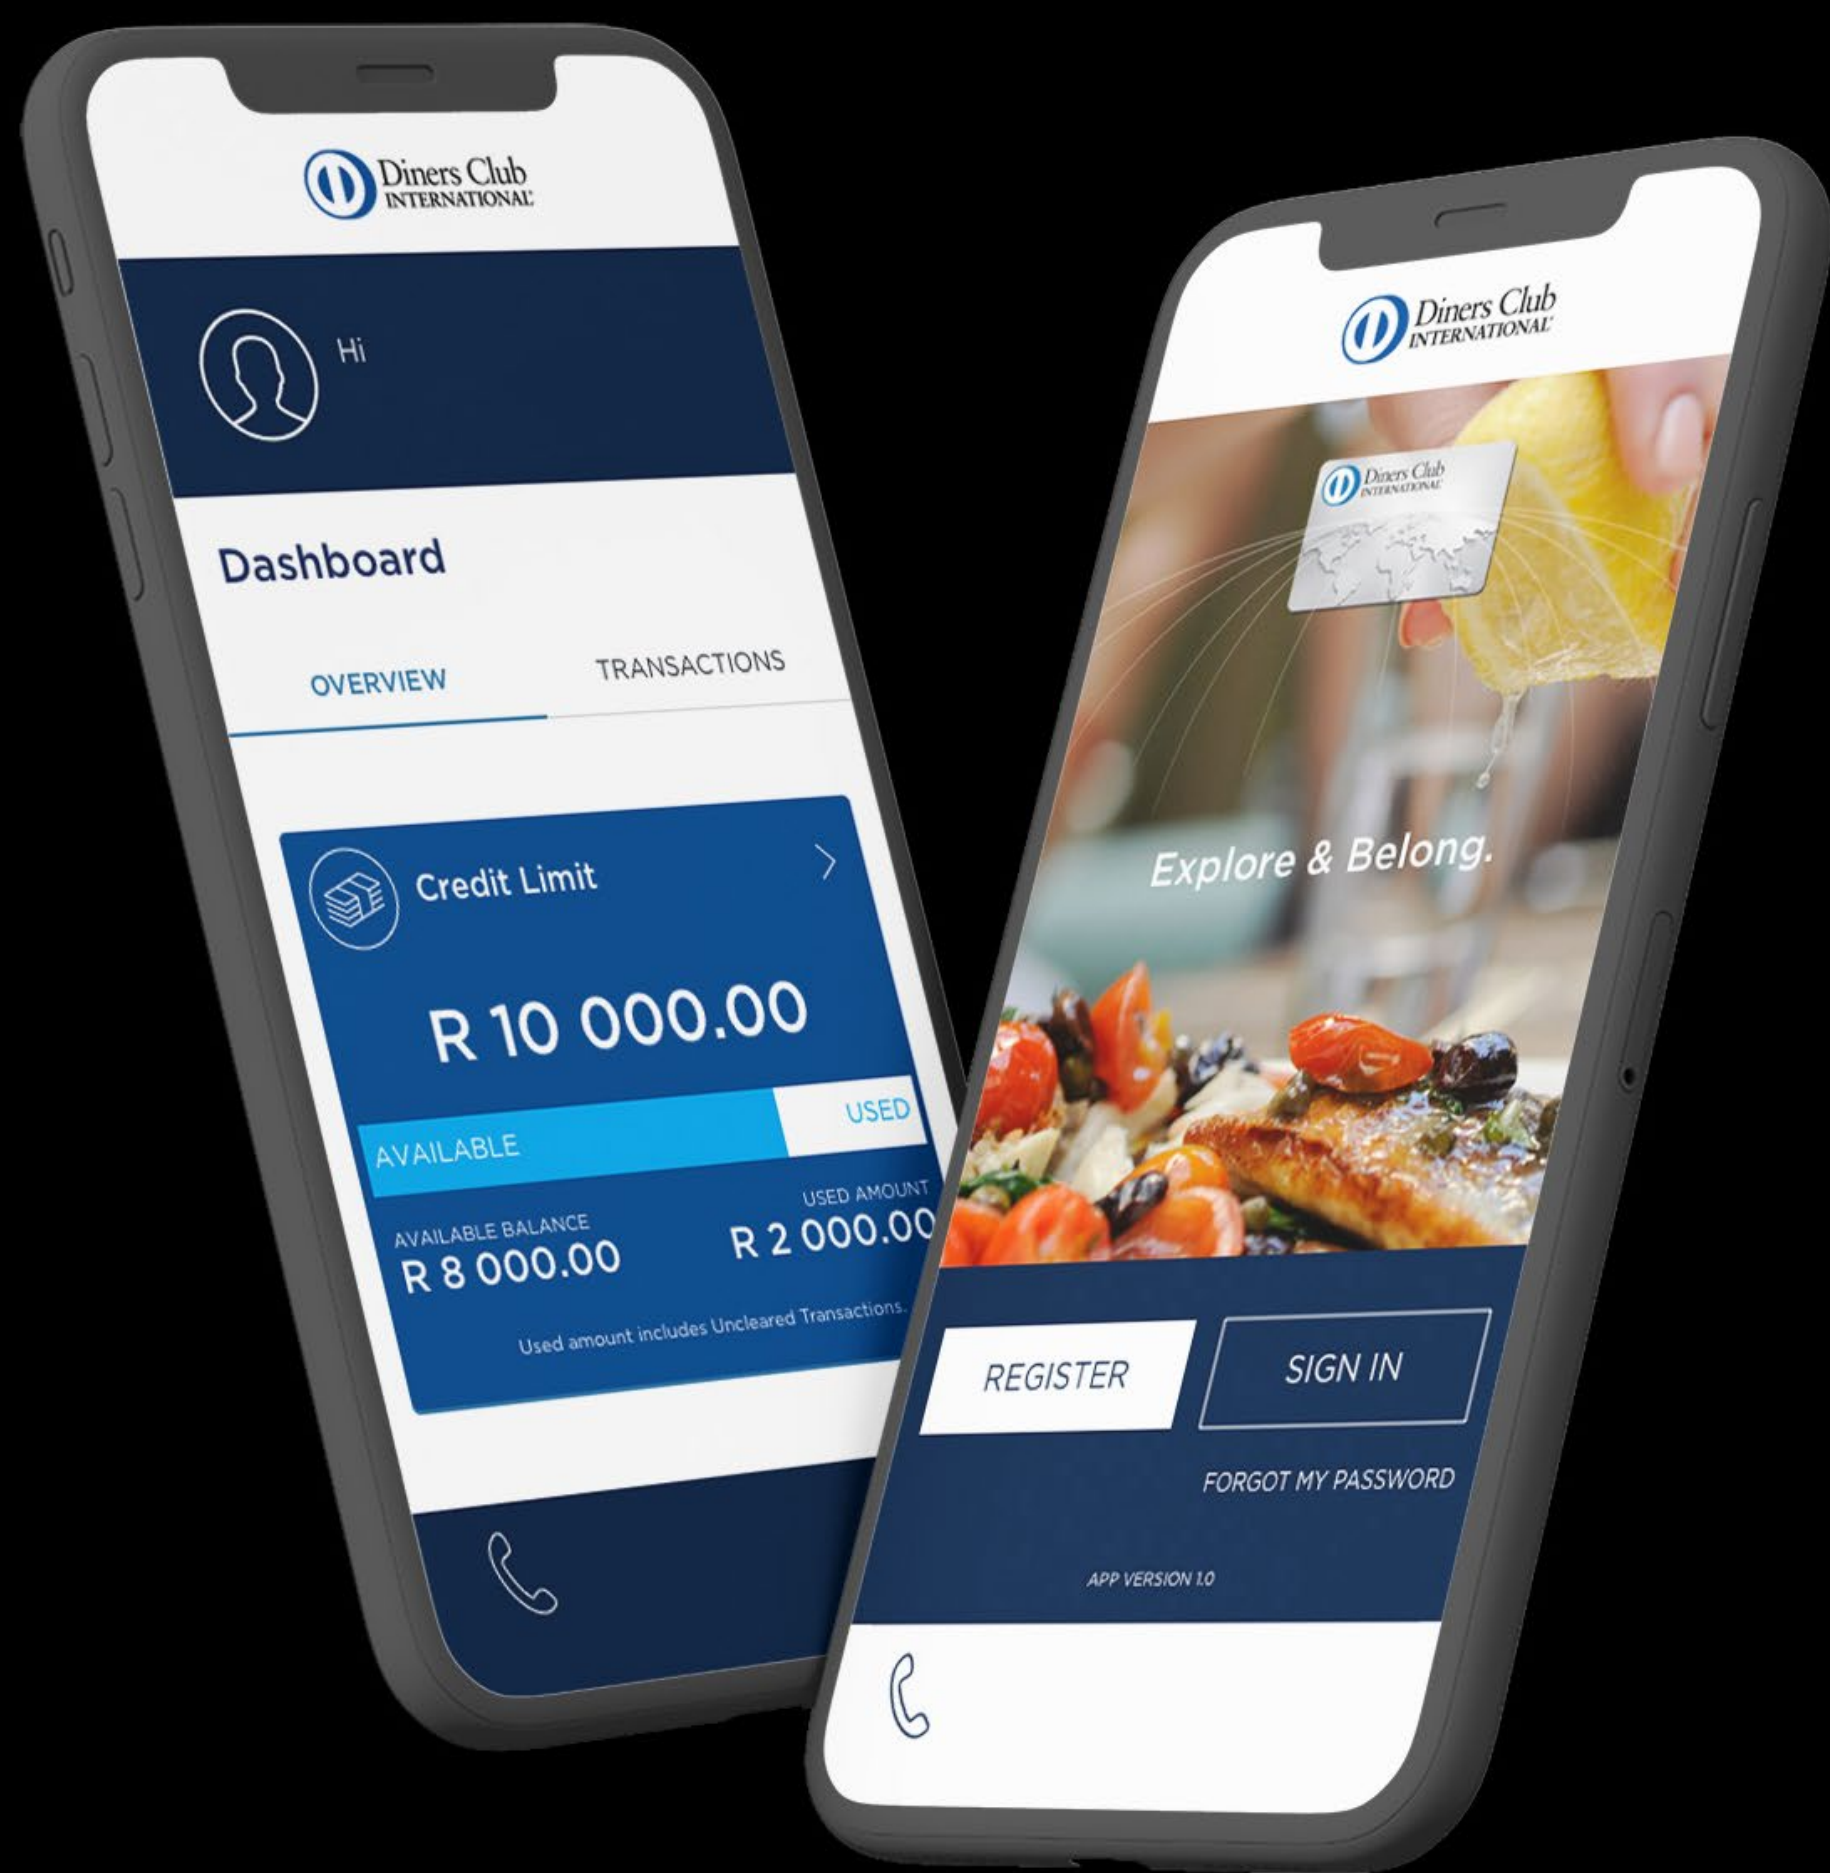 Diners Club
INTERNATIONAL
Hi
Dashboard
OVERVIEW TRANSACTIONS
Credit Limit
R 10 000.00
AVAILABLE USED
AVAILABLE BALANCE USED AMOUNT
R 8 000.00 R 2 000.00
Used amount includes Uncleared Transactions.
Diners Club
INTERNATIONAL
Diners Club
INTERNATIONAL
Explore & Belong.
REGISTER SIGN IN
FORGOT MY PASSWORD
APP VERSION 1.0